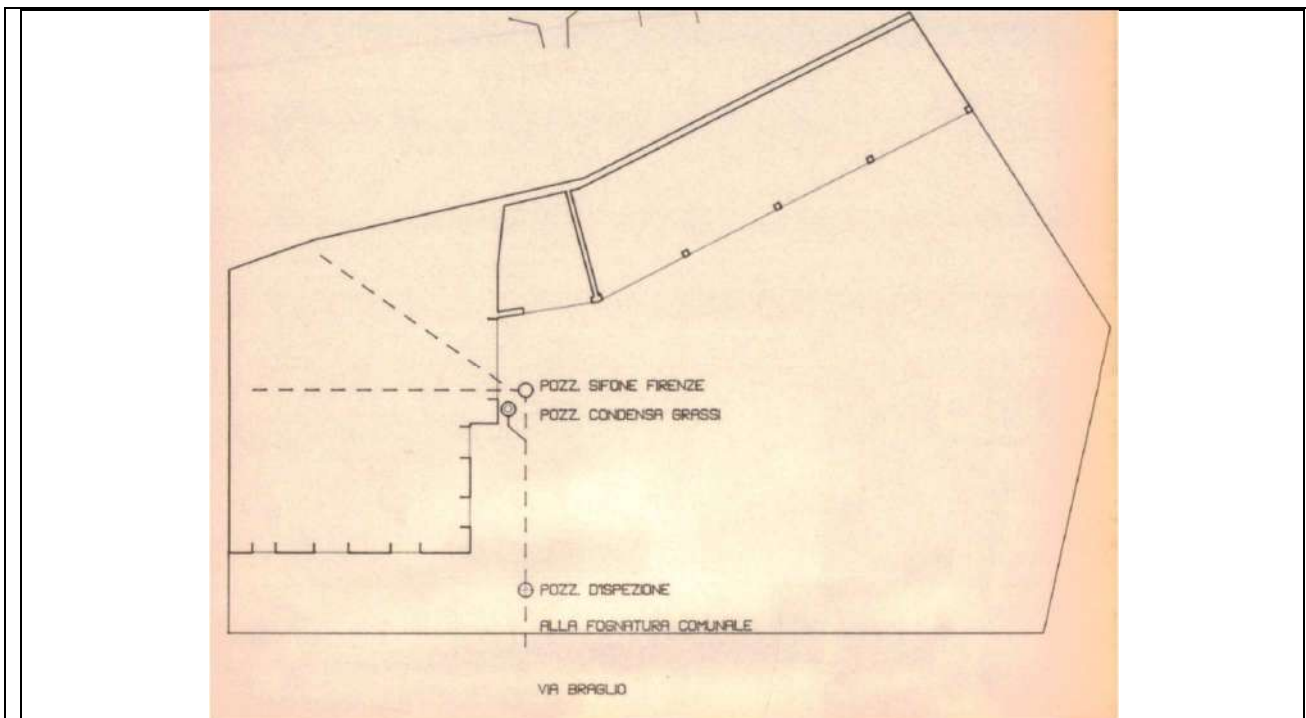 POZZ. SIFONE FIRENZE
POZZ. CONDENSA GRASSI
POZZ. D'ISPEZIONE
ALLA FOGNATURA COMUNALE
VIA BRAGLIO